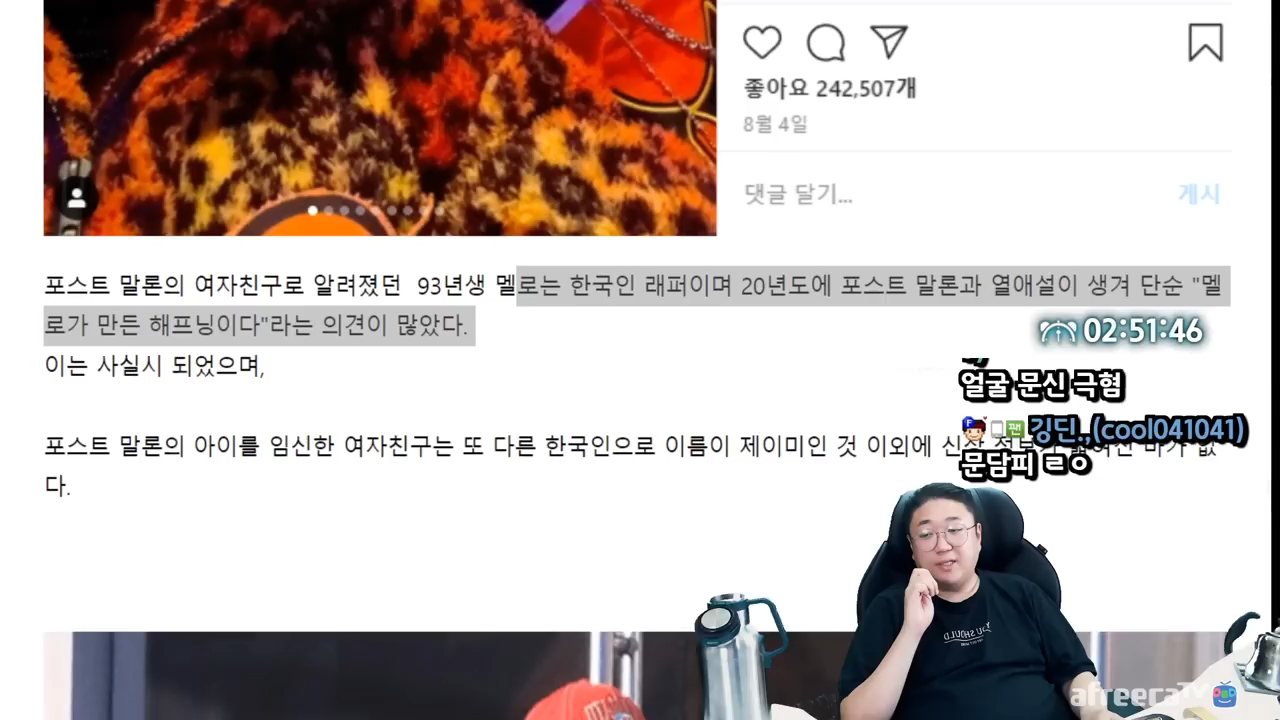 좋아요 242,507개
8월 4일
댓글 달기...
게시
포스트 말론의 여자친구로 알려졌던 93년생 멜로는 한국인 래퍼이며 20년도에 포스트 말론과 열애설이 생겨 단순 "멜
로가 만든 해프닝이다"라는 의견이 많았다.
02:51:46
이는 사실시 되었으며,
얼굴 문신 극혐
깅딘.,(cool041041)
문담피 ㄹㅇ
포스트 말론의 아이를 임신한 여자친구는 또 다른 한국인으로 이름이 제이미인 것 이외에
다.
YOU SHOULD
afreecaTV